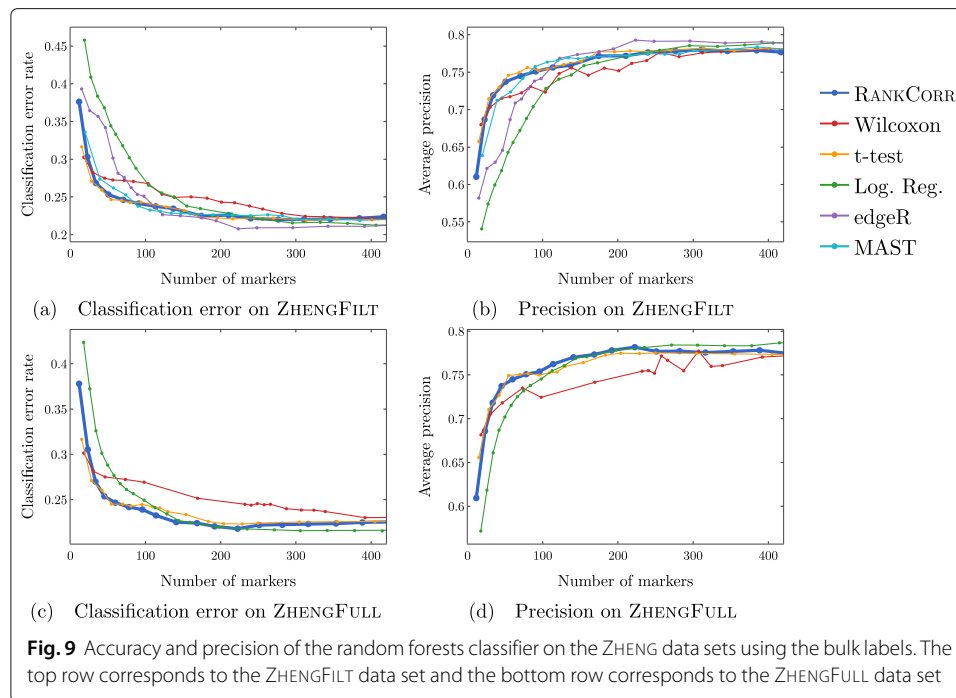 0.45
0.4
0.35
0.3
0.25
0.2
Classification error rate
0 100 200 300 400
Number of markers
(a) Classification error on ZHENGFILT
0.8
0.75
0.7
0.65
0.6
0.55
Average precision
0 100 200 300 400
Number of markers
(b) Precision on ZHENGFILT
RANKCORR
Wilcoxon
t-test
Log. Reg.
edgeR
MAST
0.4
0.35
0.3
0.25
Classification error rate
0 100 200 300 400
Number of markers
(c) Classification error on ZHENGFULL
0.8
0.75
0.7
0.65
0.6
Average precision
0 100 200 300 400
Number of markers
(d) Precision on ZHENGFULL
Fig. 9 Accuracy and precision of the random forests classifier on the ZHENG data sets using the bulk labels. The
top row corresponds to the ZHENGFILT data set and the bottom row corresponds to the ZHENGFULL data set